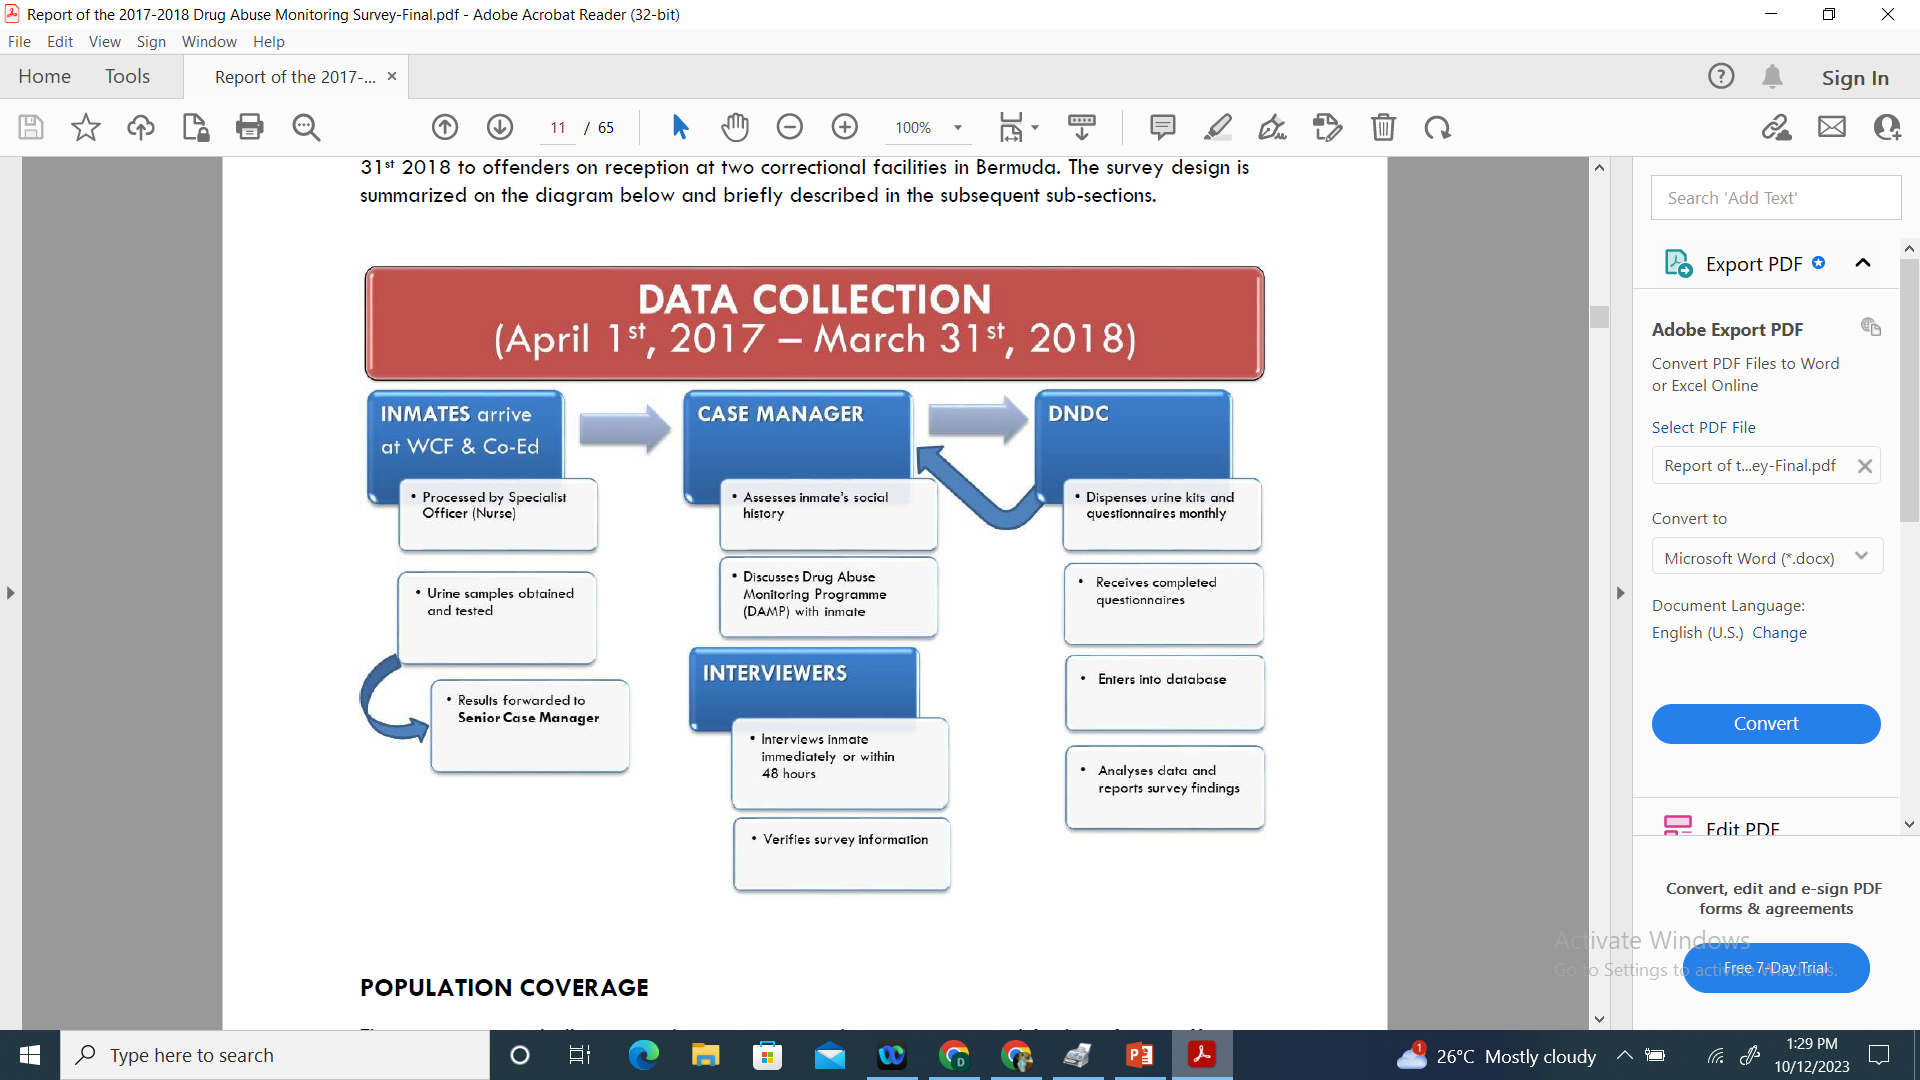 Report of the 2017-2018 Drug Abuse Monitoring Survey-Final.pdf - Adobe Acrobat Reader (32-bit)
File Edit View Sign Window Help
Home Tools Report of the 2017-... × Sign In
11 / 65 100%
31st 2018 to offenders on reception at two correctional facilities in Bermuda. The survey design is
summarized on the diagram below and briefly described in the subsequent sub-sections.
DATA COLLECTION
(April 1st, 2017 – March 31st, 2018)
INMATES arrive
at WCF & Co-Ed
• Processed by Specialist
Officer (Nurse)
• Urine samples obtained
and tested
• Results forwarded to
Senior Case Manager
CASE MANAGER
• Assesses inmate's social
history
• Discusses Drug Abuse
Monitoring Programme
(DAMP) with inmate
INTERVIEWERS
• Interviews inmate
immediately or within
48 hours
• Verifies survey information
DNDC
• Dispenses urine kits and
questionnaires monthly
• Receives completed
questionnaires
• Enters into database
• Analyses data and
reports survey findings
POPULATION COVERAGE
Search 'Add Text'
Export PDF
Adobe Export PDF
Convert PDF Files to Word
or Excel Online
Select PDF File
Report of t...ey-Final.pdf
Convert to
Microsoft Word (*.docx)
Document Language:
English (U.S.) Change
Convert
Edit PDF
Convert, edit and e-sign PDF
forms & agreements
Free 7-Day Trial
Activate Windows
Go to Settings to activate Windows.
Type here to search
1
26°C Mostly cloudy
1:29 PM
10/12/2023